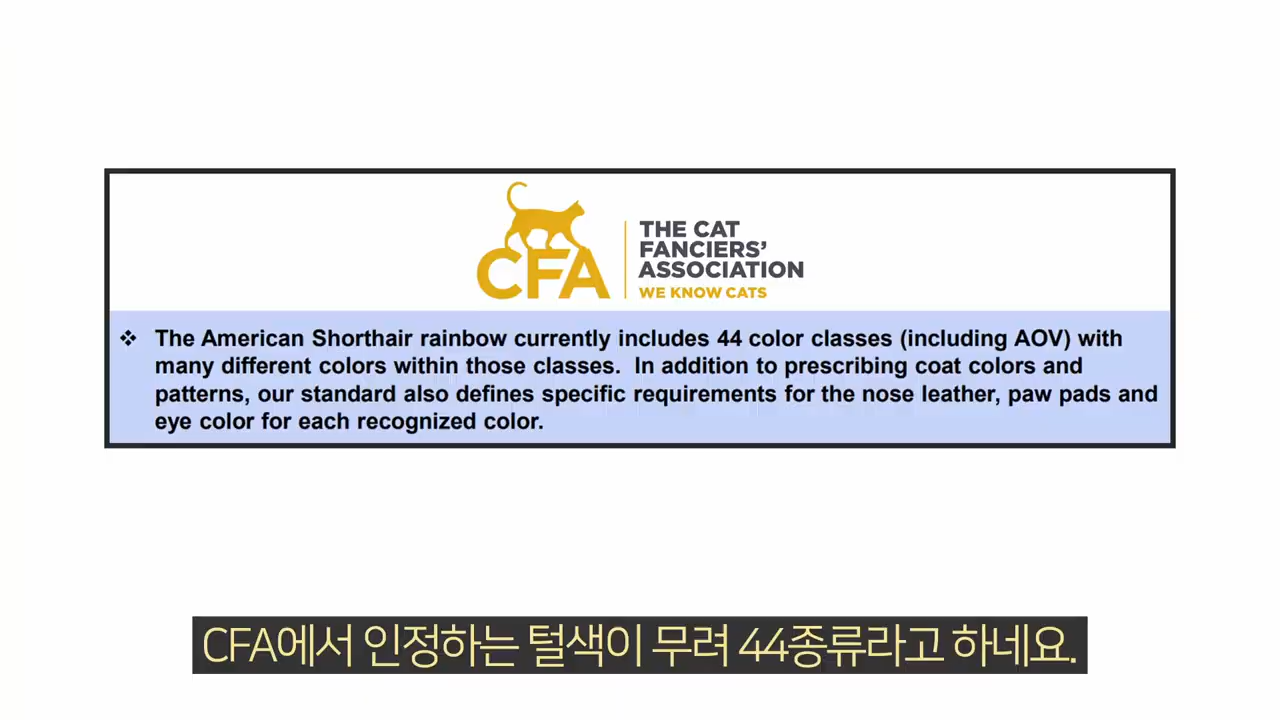 CFA
THE CAT
FANCIERS'
ASSOCIATION
WE KNOW CATS
❖ The American Shorthair rainbow currently includes 44 color classes (including AOV) with
many different colors within those classes. In addition to prescribing coat colors and
patterns, our standard also defines specific requirements for the nose leather, paw pads and
eye color for each recognized color.
CFA에서 인정하는 털색이 무려 44종류라고 하네요.